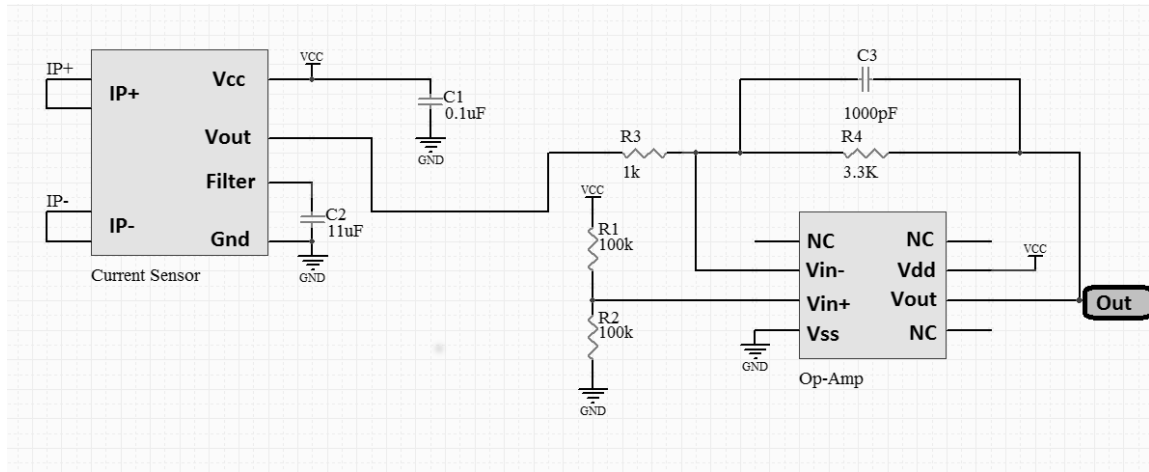 IP+
IP+
IP-
IP-
Vcc
Vout
Filter
Gnd
Current Sensor
VCC
C1
0.1uF
GND
C2
11uF
GND
R3
1k
VCC
R1
100k
R2
100k
GND
C3
1000pF
R4
3.3K
NC
Vin-
Vin+
Vss
NC
Vdd
Vout
NC
VCC
GND
Op-Amp
Out